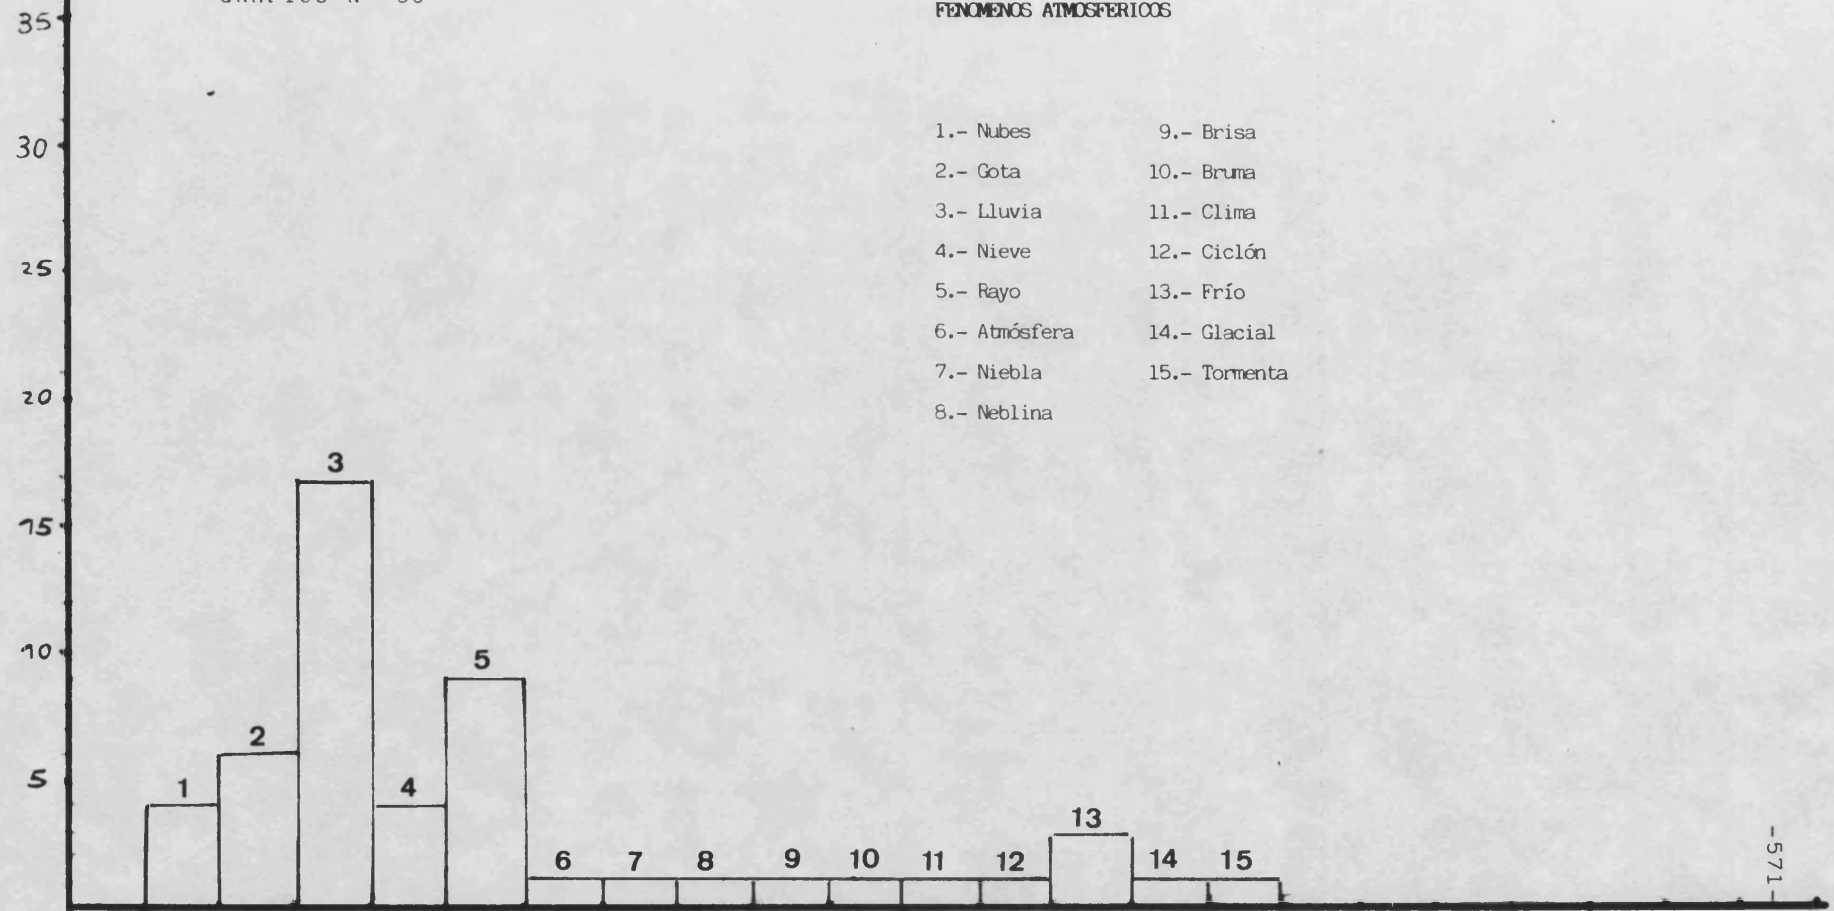 FENOMENOS ATMOSFERICOS
1.- Nubes
2.- Gota
3.- Lluvia
4.- Nieve
5.- Rayo
6.- Atmósfera
7.- Niebla
8.- Neblina
9.- Brisa
10.- Bruma
11.- Clima
12.- Ciclón
13.- Frío
14.- Glacial
15.- Tormenta
35
30
25
20
15
10
5
1
2
3
4
5
6
7
8
9
10
11
12
13
14
15
-571-